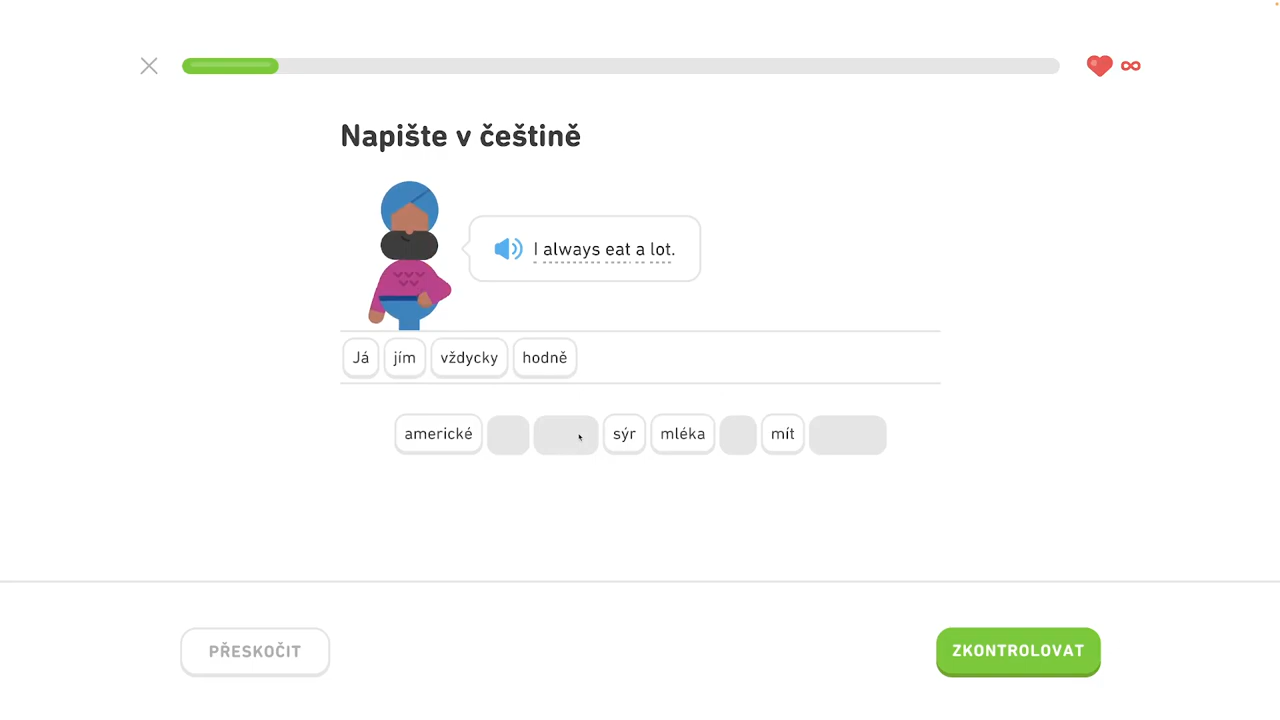 Napište v češtině
I always eat a lot.
Já jím vždycky hodně
americké sýr mléka mít
PŘESKOČIT ZKONTROLOVAT